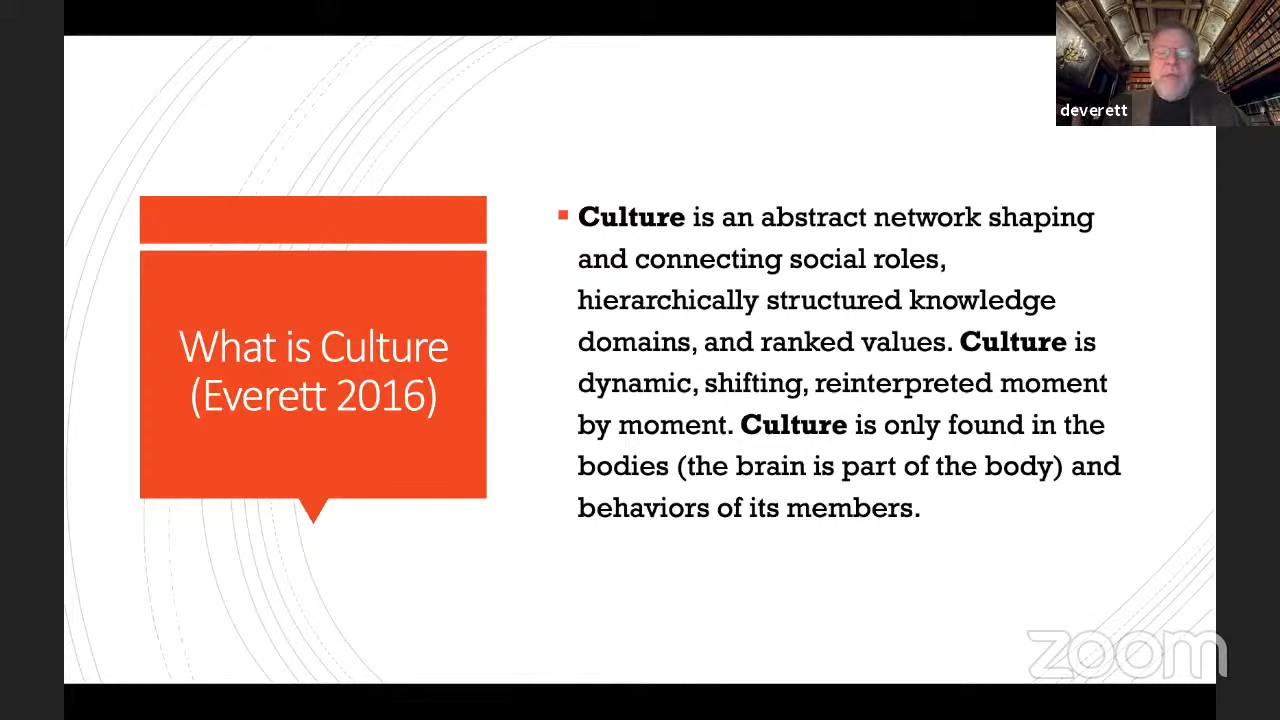 deverett
What is Culture
(Everett 2016)
Culture is an abstract network shaping
and connecting social roles,
hierarchically structured knowledge
domains, and ranked values. Culture is
dynamic, shifting, reinterpreted moment
by moment. Culture is only found in the
bodies (the brain is part of the body) and
behaviors of its members.
zoom